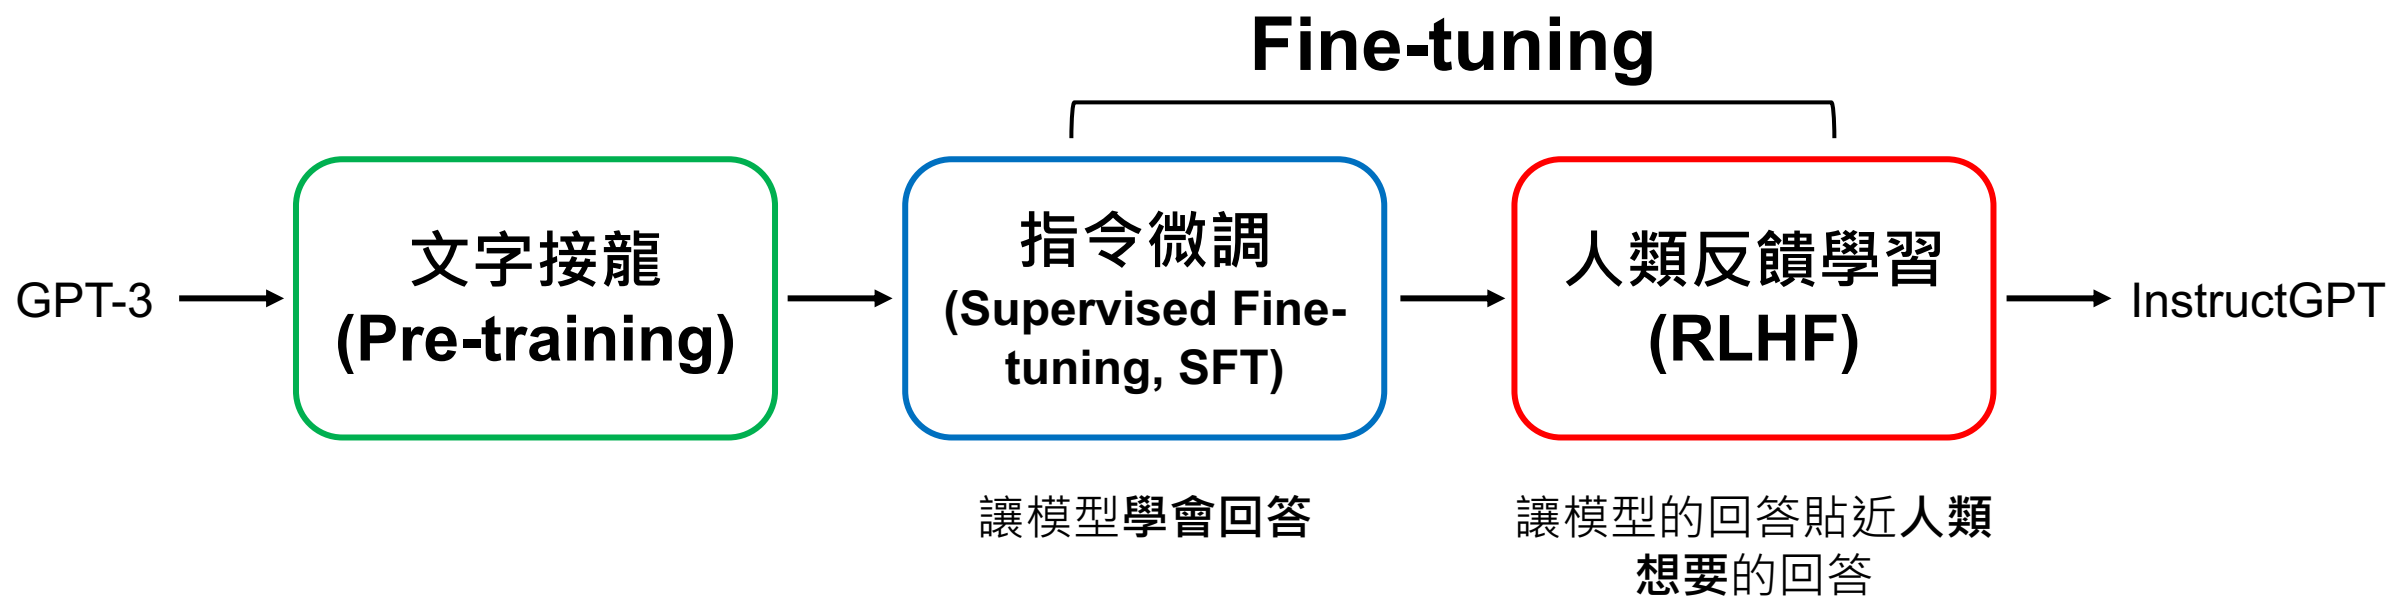 Fine-tuning
GPT-3
文字接龍
(Pre-training)
指令微調
(Supervised Fine-
tuning, SFT)
人類反饋學習
(RLHF)
InstructGPT
讓模型學會回答
讓模型的回答貼近人類
想要的回答